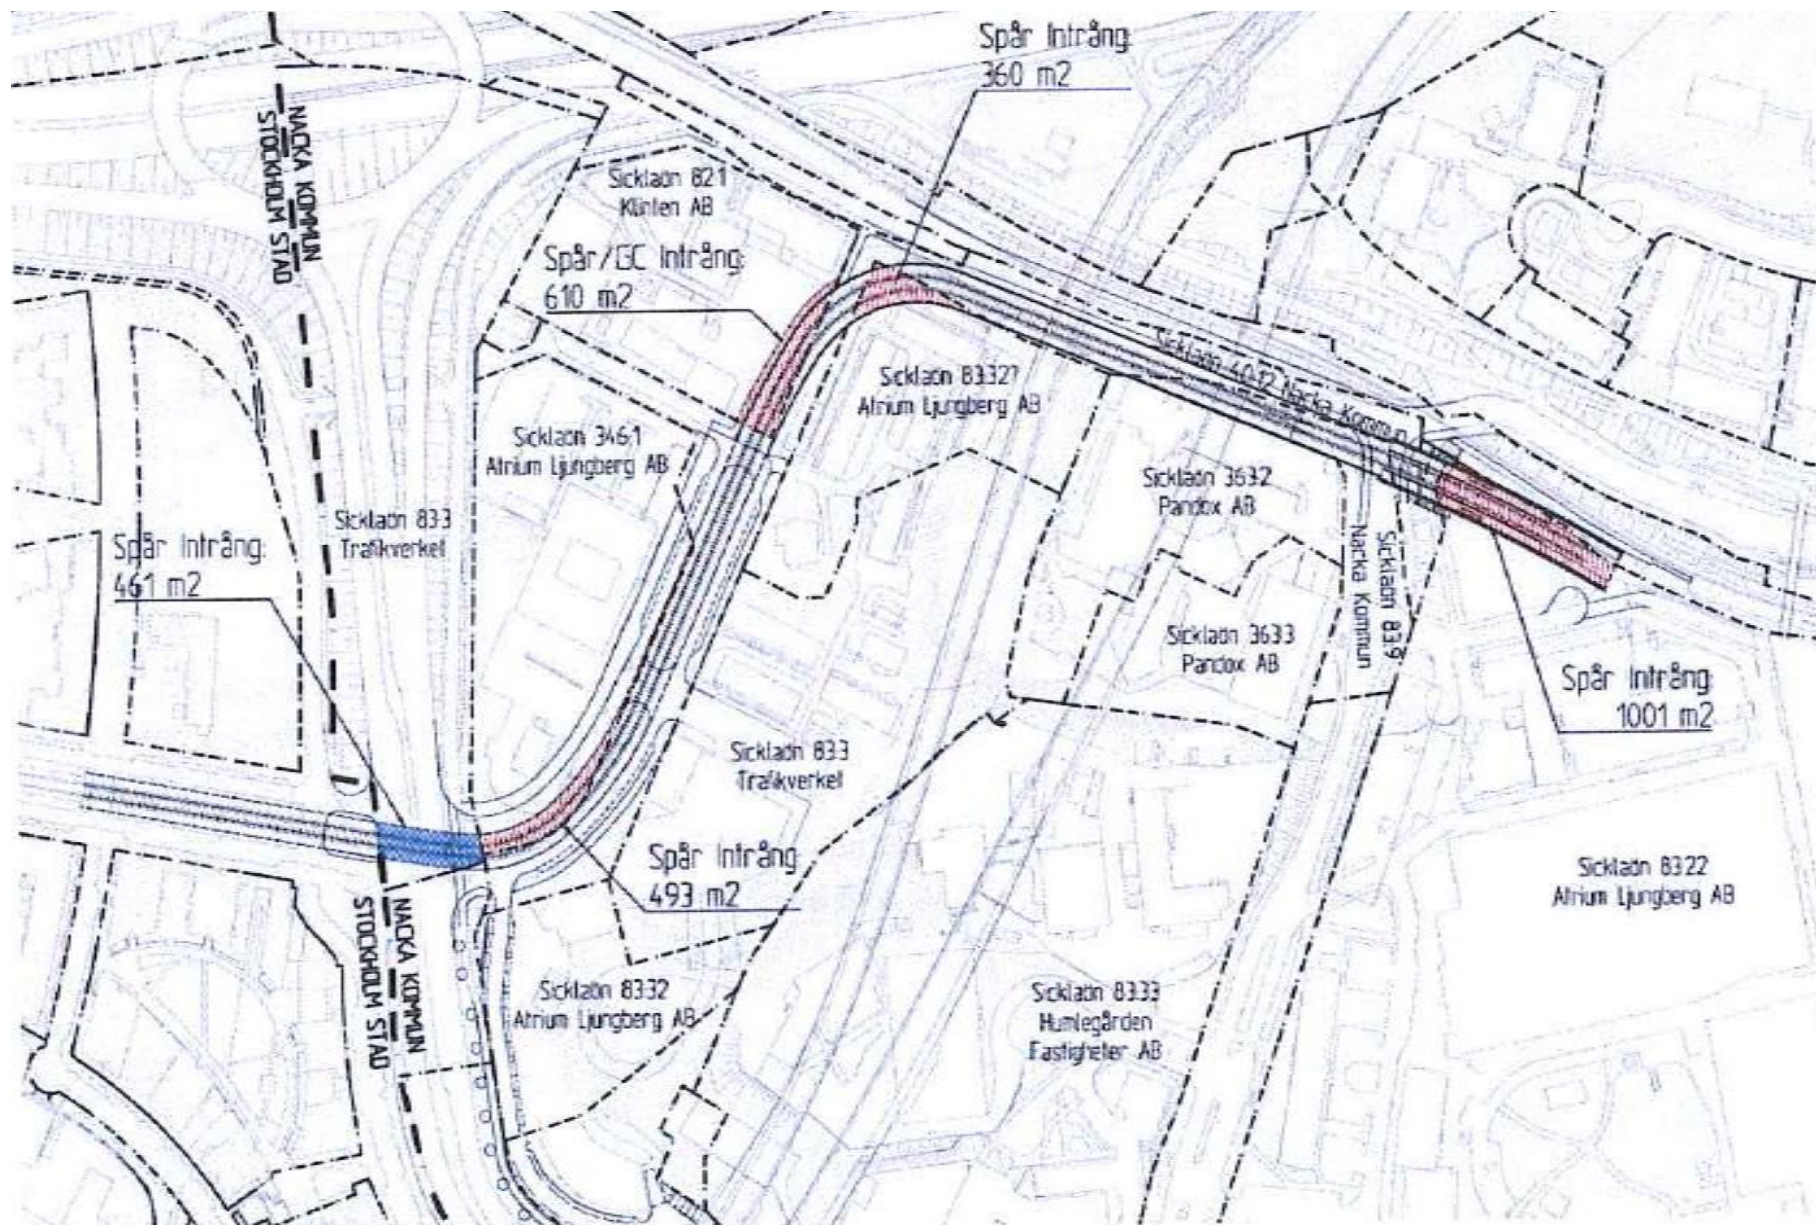 Spår Intrång:
360 m2
NACKA KOMMUN
STOCKHOLM STAD
Sicklaön 82:1
Klinten AB
Spår/GC Intrång:
610 m2
Sicklaön 40:12 Nacka Kommun
Sicklaön 83:32
Atrium Ljungberg AB
Sicklaön 346:1
Atrium Ljungberg AB
Sicklaön 363:2
Pandox AB
Sicklaön 83:3
Trafikverket
Spår Intrång:
461 m2
Sicklaön 83:9
Nacka Kommun
Sicklaön 363:3
Pandox AB
Spår Intrång:
1001 m2
Sicklaön 83:3
Trafikverket
Spår Intrång:
493 m2
Sicklaön 83:22
Atrium Ljungberg AB
NACKA KOMMUN
STOCKHOLM STAD
Sicklaön 83:32
Atrium Ljungberg AB
Sicklaön 83:33
Humlegården
Fastigheter AB